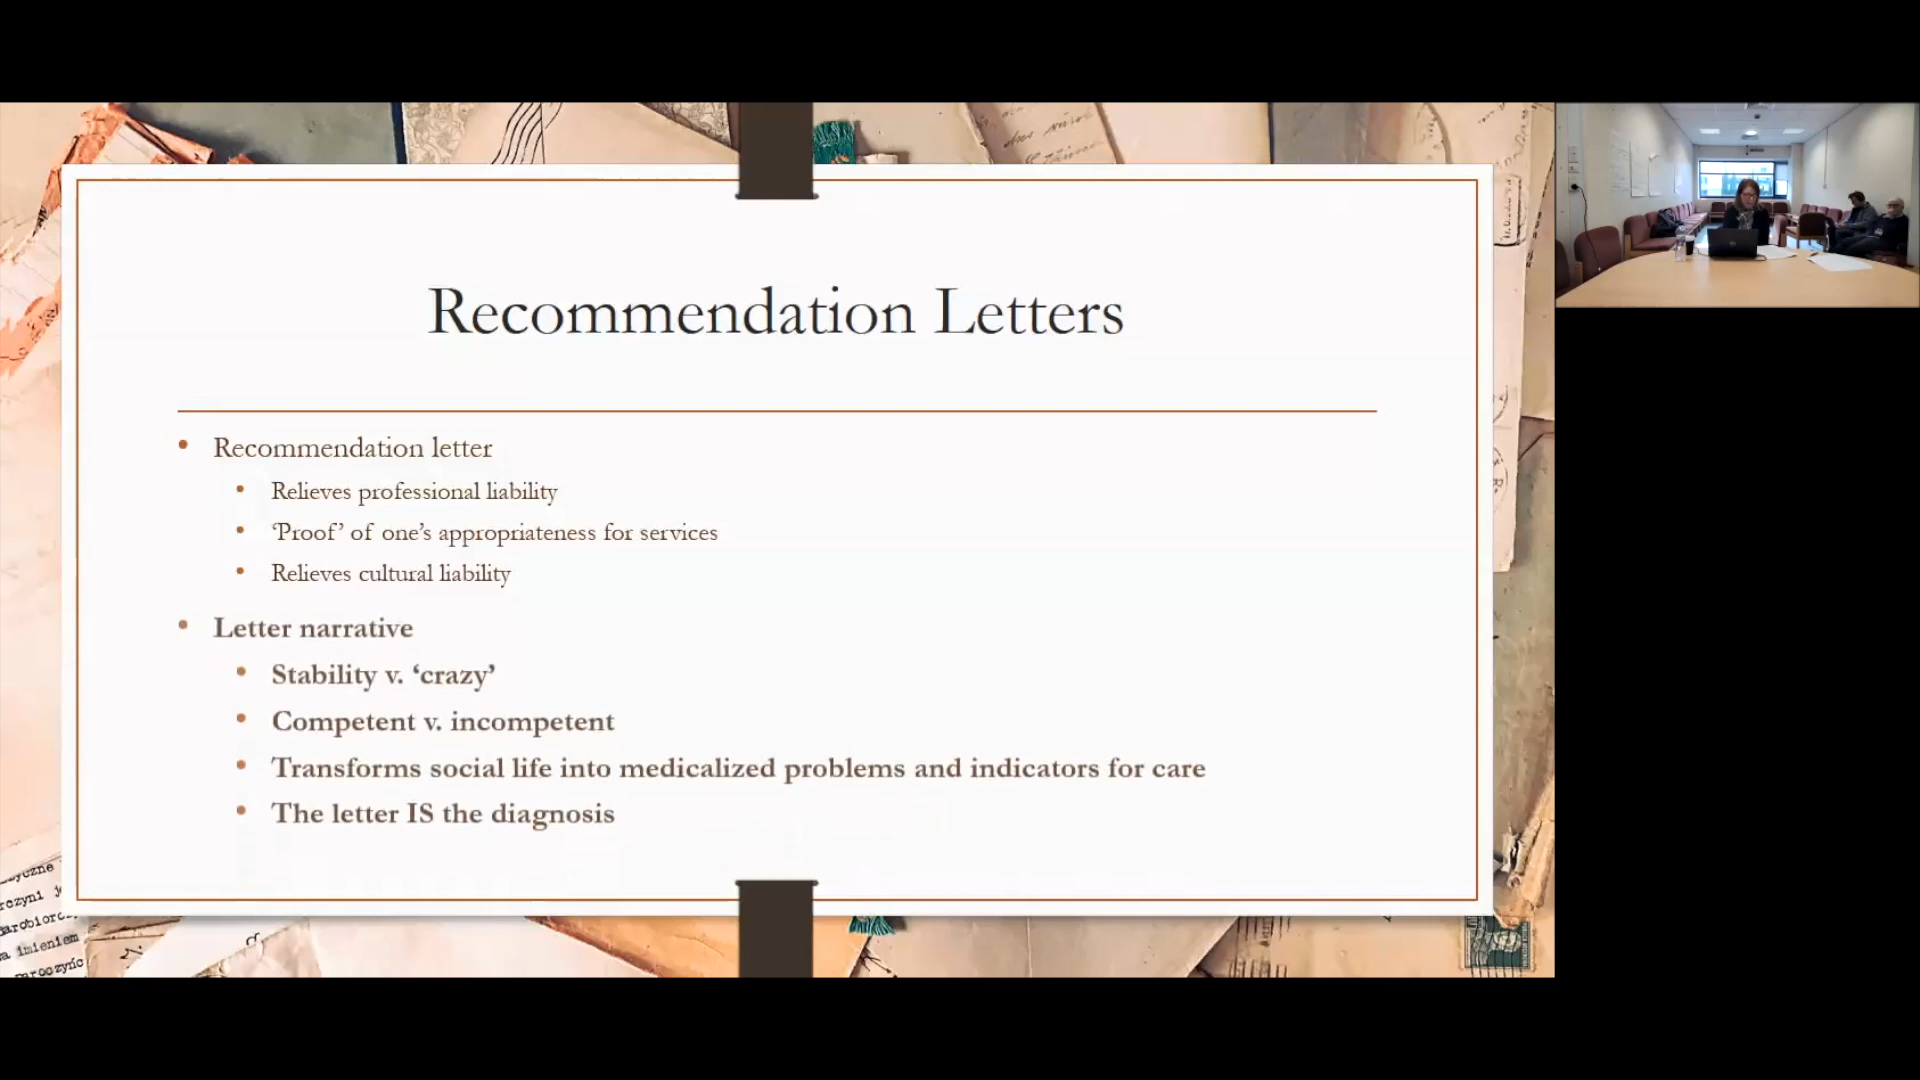 Recommendation Letters
• Recommendation letter
• Relieves professional liability
• ‘Proof’ of one’s appropriateness for services
• Relieves cultural liability
• Letter narrative
• Stability v. ‘crazy’
• Competent v. incompetent
• Transforms social life into medicalized problems and indicators for care
• The letter IS the diagnosis
imieniem